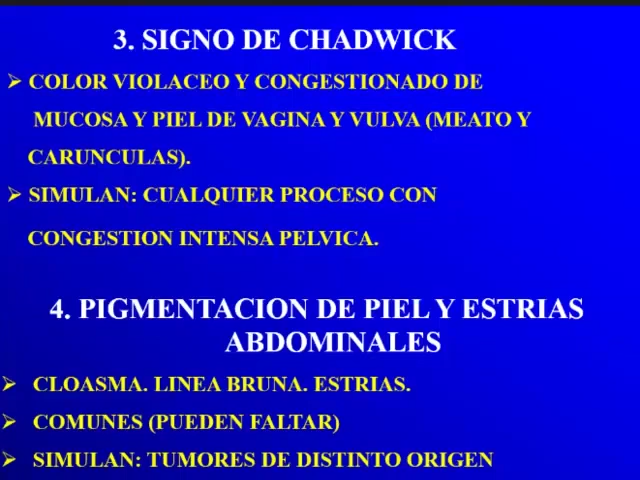 3. SIGNO DE CHADWICK
➢ COLOR VIOLACEO Y CONGESTIONADO DE
MUCOSA Y PIEL DE VAGINA Y VULVA (MEATO Y
CARUNCULAS).
➢ SIMULAN: CUALQUIER PROCESO CON
CONGESTION INTENSA PELVICA.
4. PIGMENTACION DE PIEL Y ESTRIAS
ABDOMINALES
➢ CLOASMA. LINEA BRUNA. ESTRIAS.
➢ COMUNES (PUEDEN FALTAR)
➢ SIMULAN: TUMORES DE DISTINTO ORIGEN